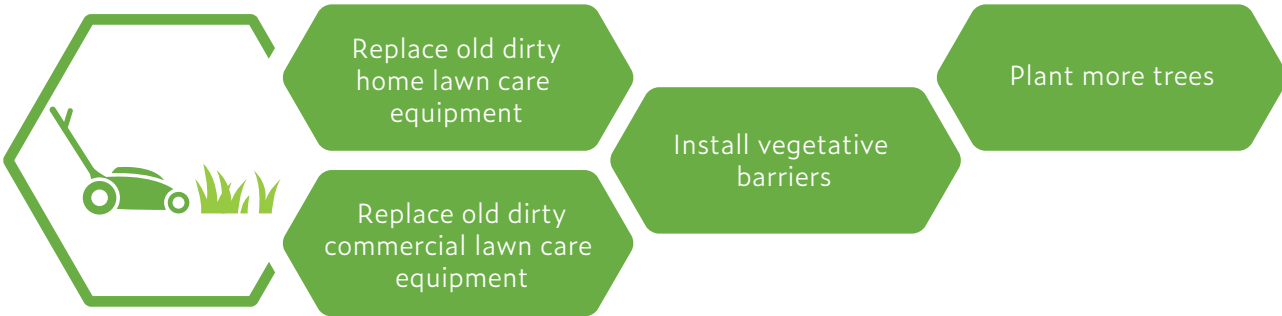 Replace old dirty
home lawn care
equipment
Replace old dirty
commercial lawn care
equipment
Install vegetative
barriers
Plant more trees